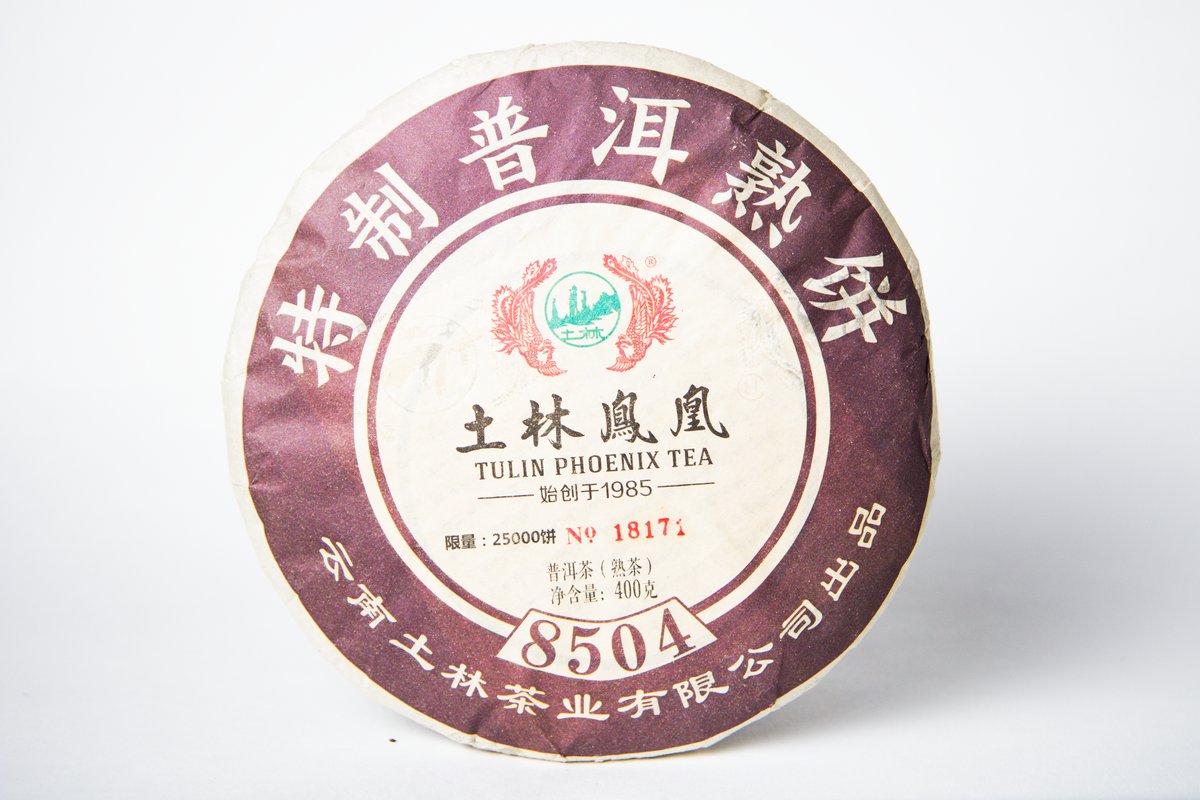 特制普洱熟饼
®
土林
土林鳳凰
TULIN PHOENIX TEA
始创于1985
限量：25000饼 No 18171
普洱茶（熟茶）
净含量：400克
8504
云南土林茶业有限公司出品